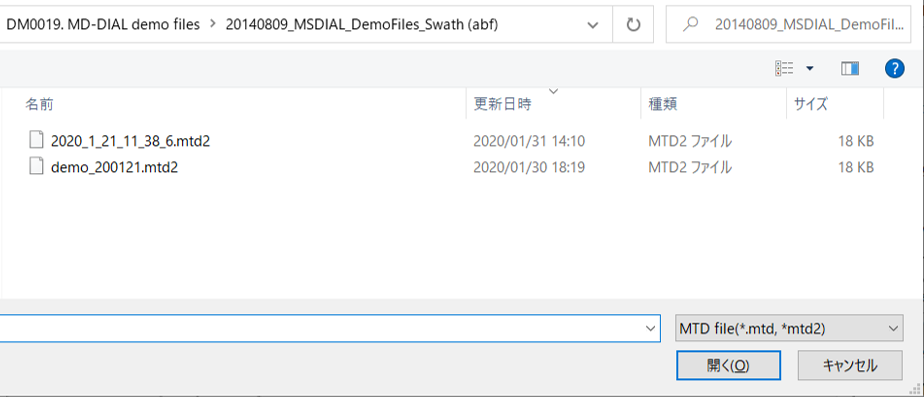 DM0019. MD-DIAL demo files > 20140809_MSDIAL_DemoFiles_Swath (abf)
20140809_MSDIAL_DemoFil...
?
名前 更新日時 種類 サイズ
2020_1_21_11_38_6.mtd2 2020/01/31 14:10 MTD2 ファイル 18 KB
demo_200121.mtd2 2020/01/30 18:19 MTD2 ファイル 18 KB
MTD file(*.mtd, *mtd2)
開く(O) キャンセル